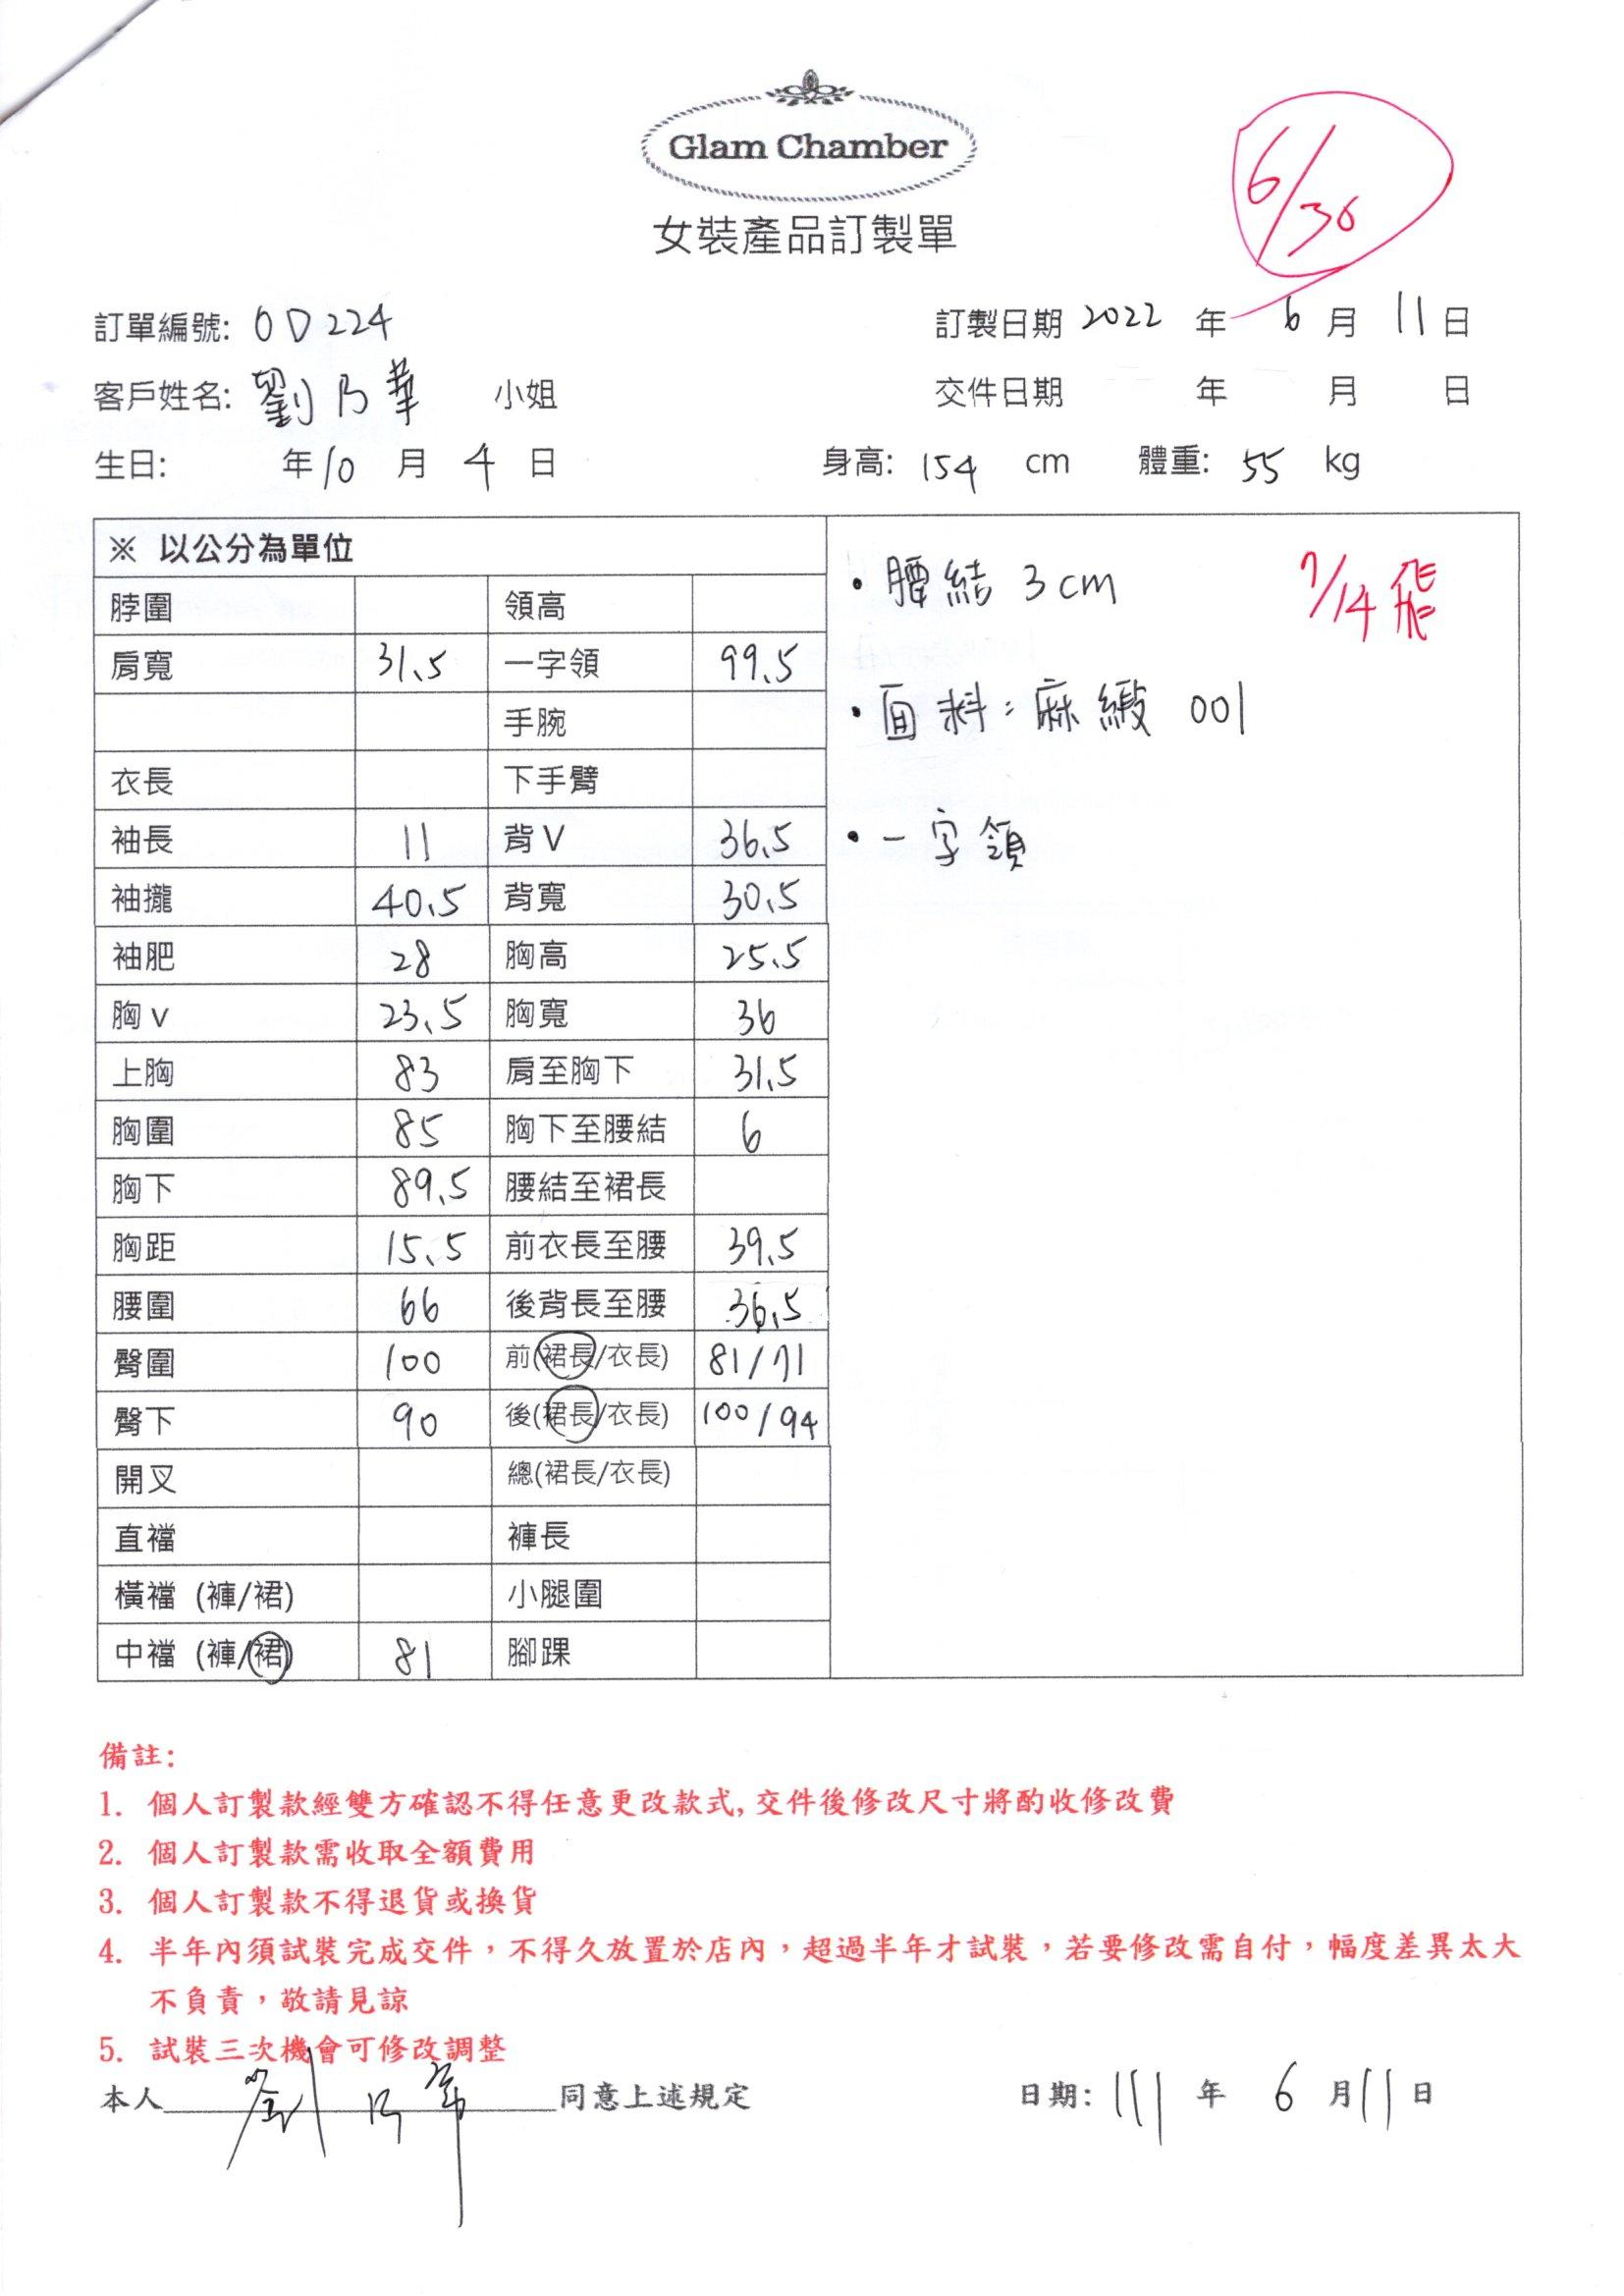 Glam Chamber
女裝產品訂製單
6/30
訂單編號: OD224 訂製日期 2022 年 6 月 11 日
客戶姓名: 劉乃華 小姐 交件日期 年 月 日
生日: 年 10 月 4 日 身高: 154 cm 體重: 55 kg
※ 以公分為單位
脖圍 領高
肩寬 31.5 一字領 99.5
手腕
衣長 下手臂
袖長 11 背V 36.5
袖攏 40.5 背寬 30.5
袖肥 28 胸高 25.5
胸v 23.5 胸寬 36
上胸 83 肩至胸下 31.5
胸圍 85 胸下至腰結 6
胸下 89.5 腰結至裙長
胸距 15.5 前衣長至腰 39.5
腰圍 66 後背長至腰 36.5
臀圍 100 前(裙長/衣長) 81/71
臀下 90 後(裙長/衣長) 100/94
開叉 總(裙長/衣長)
直襠 褲長
橫襠 (褲/裙) 小腿圍
中襠 (褲/裙) 81 腳踝
・腰結 3cm
7/14 飛
・面料: 麻緞 001
・一字領
備註:
1. 個人訂製款經雙方確認不得任意更改款式, 交件後修改尺寸將酌收修改費
2. 個人訂製款需收取全額費用
3. 個人訂製款不得退貨或換貨
4. 半年內須試裝完成交件，不得久放置於店內，超過半年才試裝，若要修改需自付，幅度差異太大
不負責，敬請見諒
5. 試裝三次機會可修改調整
本人 劉乃華 同意上述規定 日期: 111 年 6 月 11 日